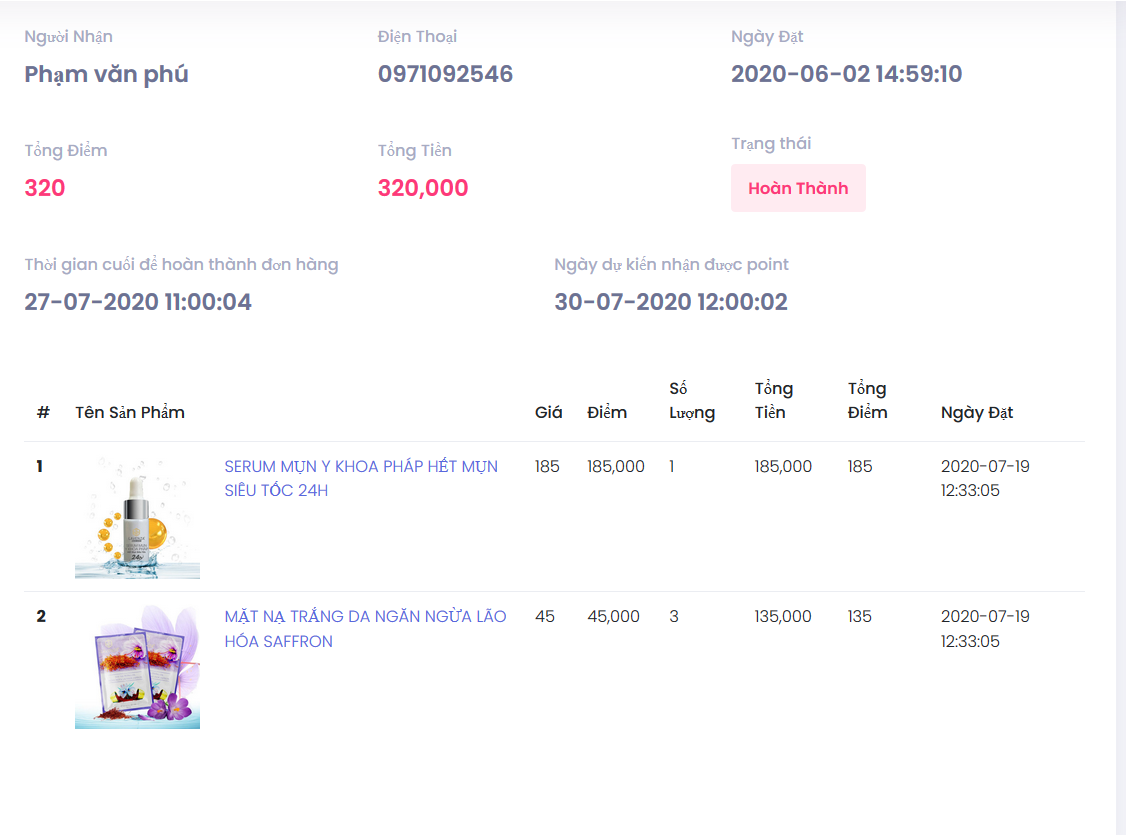 Người Nhận
Điện Thoại
Ngày Đặt
Phạm văn phú
0971092546
2020-06-02 14:59:10
Tổng Điểm
Tổng Tiền
Trạng thái
320
320,000
Hoàn Thành
Thời gian cuối để hoàn thành đơn hàng
Ngày dự kiến nhận được point
27-07-2020 11:00:04
30-07-2020 12:00:02
# Tên Sản Phẩm Giá Điểm Số Lượng Tổng Tiền Tổng Điểm Ngày Đặt
1 SERUM MỤN Y KHOA PHÁP HẾT MỤN 185 185,000 1 185,000 185 2020-07-19
SIÊU TỐC 24H 12:33:05
2 MẶT NẠ TRẮNG DA NGĂN NGỪA LÃO 45 45,000 3 135,000 135 2020-07-19
HÓA SAFFRON 12:33:05